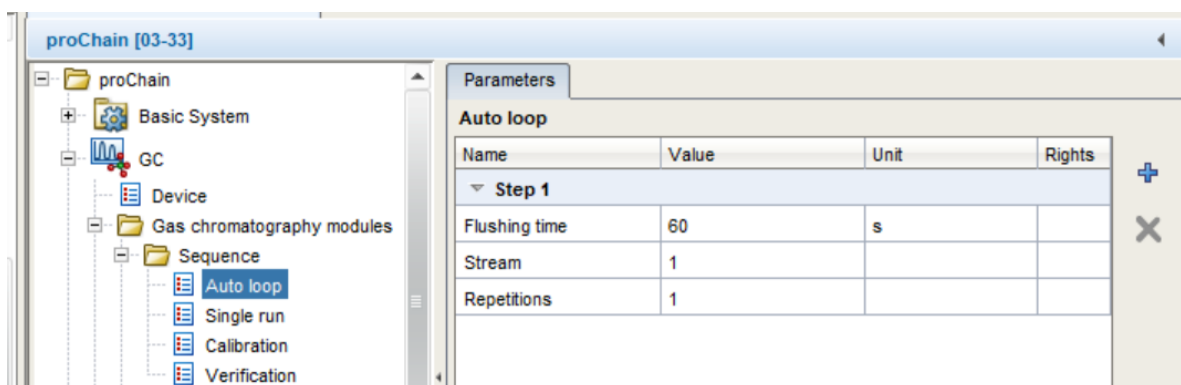 proChain [03-33]
proChain
Basic System
GC
Device
Gas chromatography modules
Sequence
Auto loop
Single run
Calibration
Verification
Parameters
Auto loop
Name Value Unit Rights
Step 1
Flushing time 60 s
Stream 1
Repetitions 1